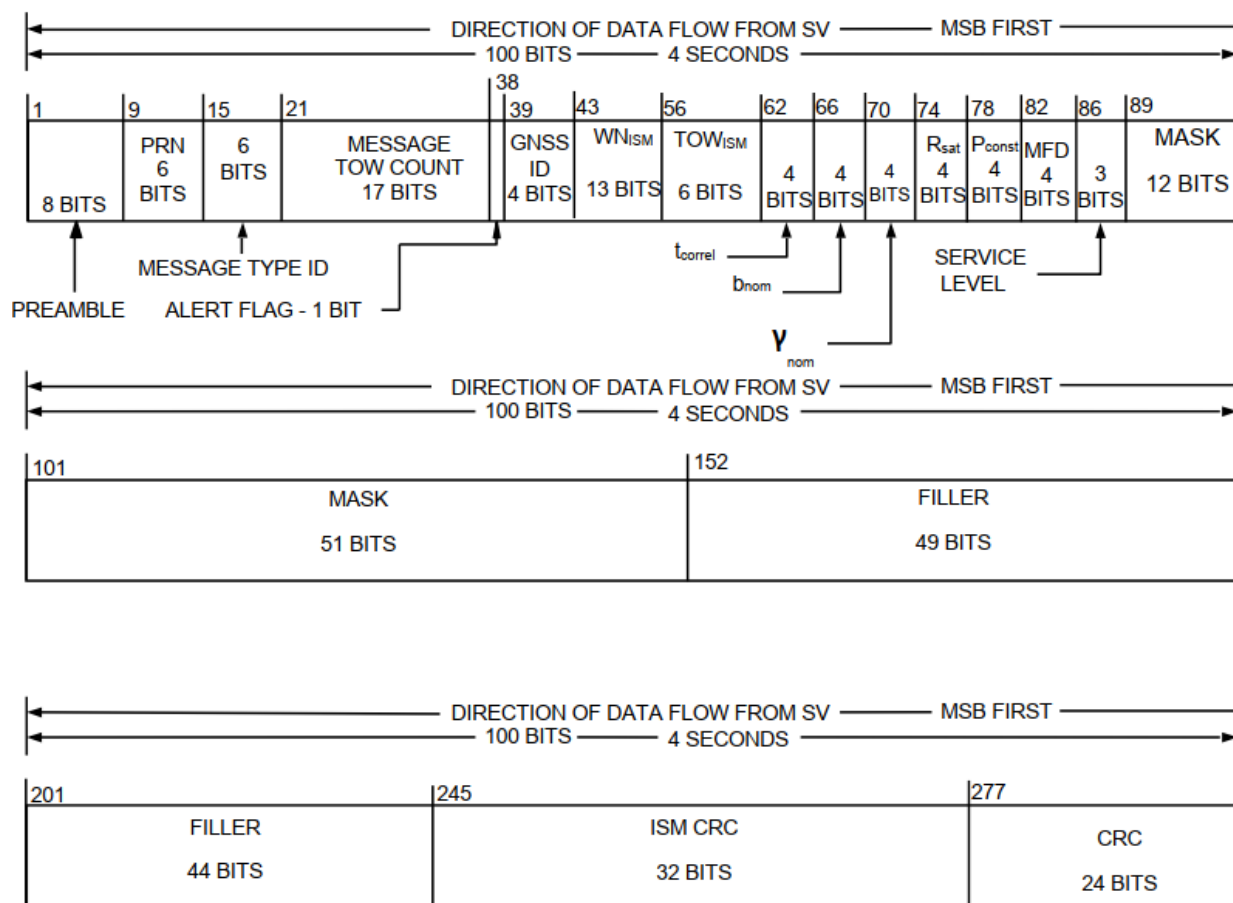 DIRECTION OF DATA FLOW FROM SV MSB FIRST
100 BITS 4 SECONDS
1 9 15 21 38 39 43 56 62 66 70 74 78 82 86 89
8 BITS
PRN
6
BITS
6
BITS
MESSAGE
TOW COUNT
17 BITS
GNSS
ID
4 BITS
WNISM
13 BITS
TOWISM
6 BITS
4
BITS
4
BITS
4
BITS
Rsat
4
BITS
Pconst
4
BITS
MFD
4
BITS
3
BITS
MASK
12 BITS
PREAMBLE
MESSAGE TYPE ID
ALERT FLAG - 1 BIT
tcorrel
bnom
γnom
SERVICE
LEVEL
DIRECTION OF DATA FLOW FROM SV MSB FIRST
100 BITS 4 SECONDS
101 152
MASK
51 BITS
FILLER
49 BITS
DIRECTION OF DATA FLOW FROM SV MSB FIRST
100 BITS 4 SECONDS
201 245 277
FILLER
44 BITS
ISM CRC
32 BITS
CRC
24 BITS